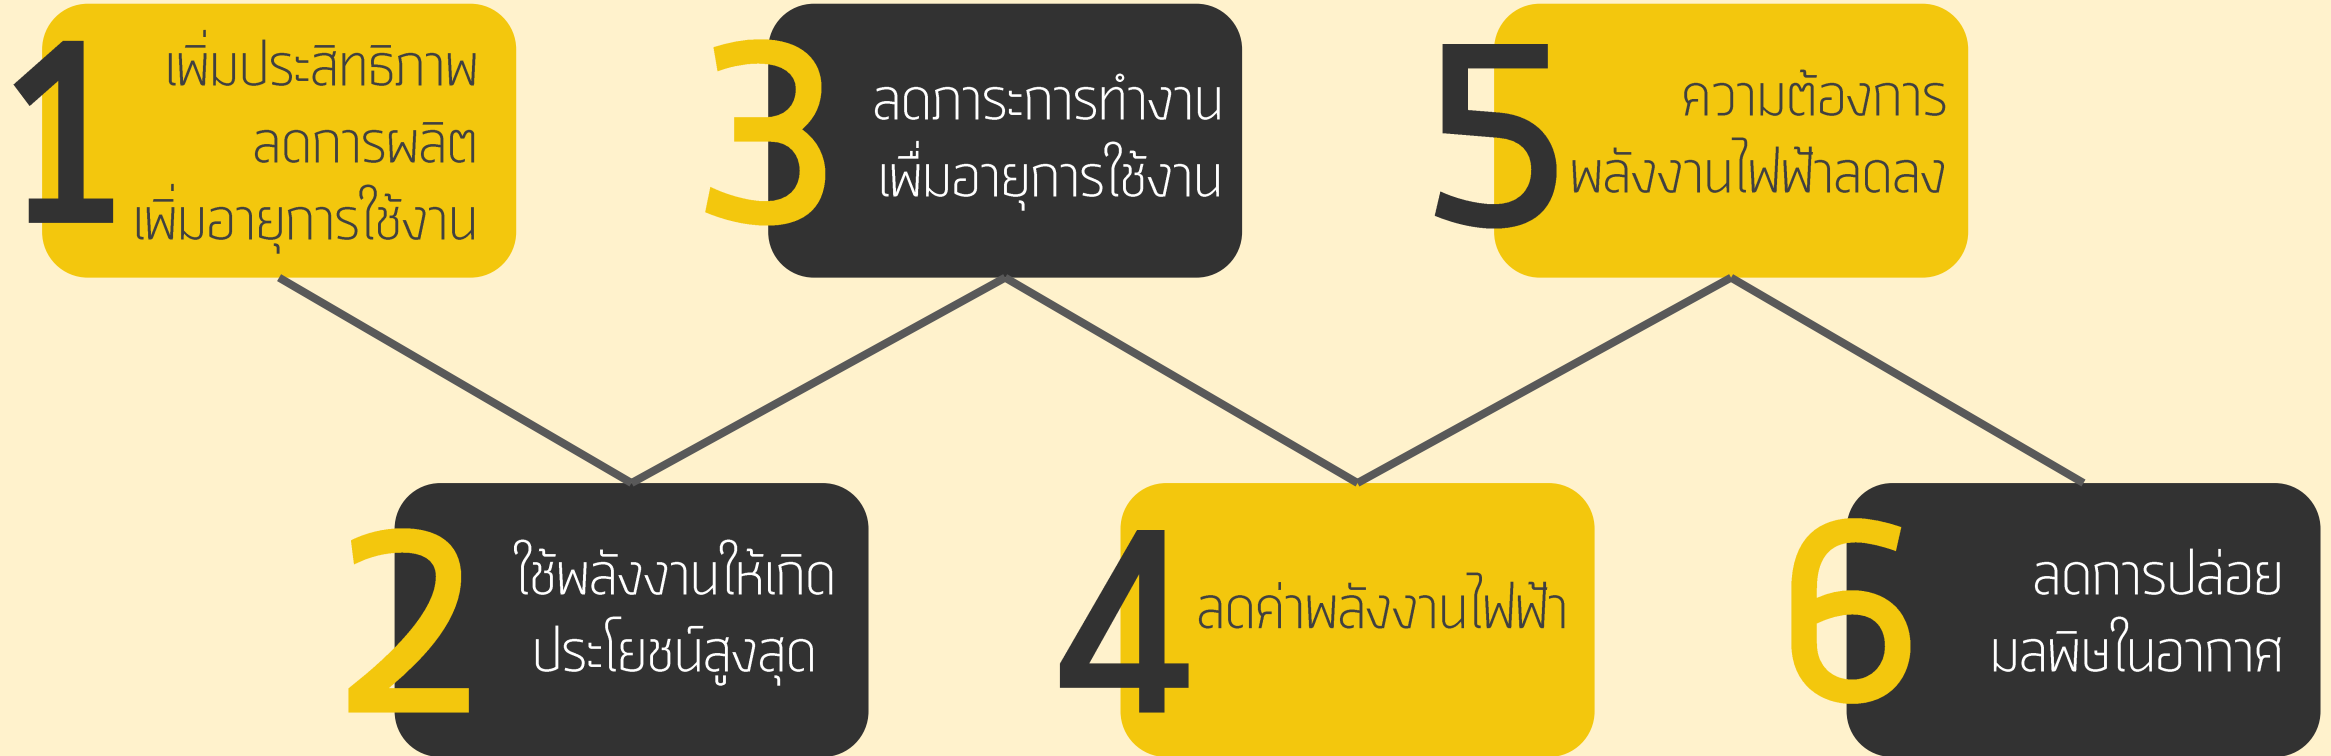 1
เพิ่มประสิทธิภาพ
ลดการผลิต
เพิ่มอายุการใช้งาน
2
ใช้พลังงานให้เกิด
ประโยชน์สูงสุด
3
ลดภาระการทำงาน
เพื่มอายุการใช้งาน
4
ลดค่าพลังงานไฟฟ้า
5
ความต้องการ
พลังงานไฟฟ้าลดลง
6
ลดการปล่อย
มลพิษในอากาศ